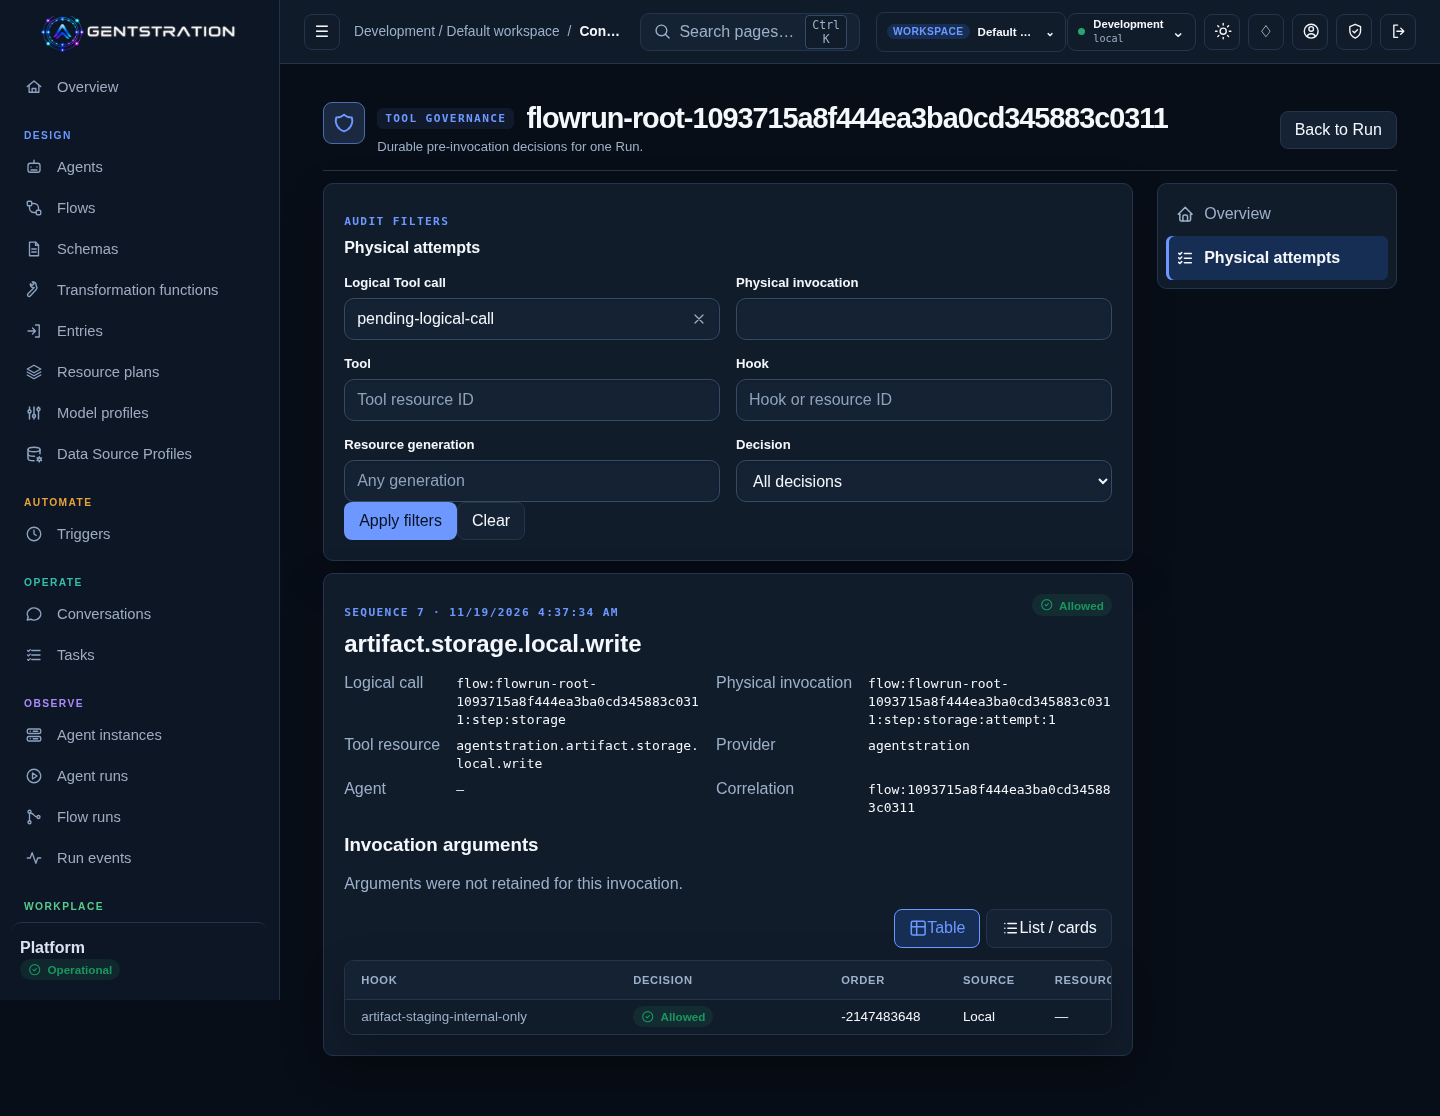 GENTSTRATION
Overview
DESIGN
Agents
Flows
Schemas
Transformation functions
Entries
Resource plans
Model profiles
Data Source Profiles
AUTOMATE
Triggers
OPERATE
Conversations
Tasks
OBSERVE
Agent instances
Agent runs
Flow runs
Run events
WORKPLACE
Platform
Operational
Development / Default workspace / Con…
Search pages…
Ctrl K
WORKSPACE Default …
Development
local
TOOL GOVERNANCE flowrun-root-1093715a8f444ea3ba0cd345883c0311
Durable pre-invocation decisions for one Run.
Back to Run
AUDIT FILTERS
Physical attempts
Logical Tool call
pending-logical-call
Physical invocation
Tool
Tool resource ID
Hook
Hook or resource ID
Resource generation
Any generation
Decision
All decisions
Apply filters
Clear
Overview
Physical attempts
SEQUENCE 7 · 11/19/2026 4:37:34 AM
Allowed
artifact.storage.local.write
Logical call
flow:flowrun-root-
1093715a8f444ea3ba0cd345883c031
1:step:storage
Physical invocation
flow:flowrun-root-
1093715a8f444ea3ba0cd345883c031
1:step:storage:attempt:1
Tool resource
agentstration.artifact.storage.
local.write
Provider
agentstration
Agent
—
Correlation
flow:1093715a8f444ea3ba0cd34588
3c0311
Invocation arguments
Arguments were not retained for this invocation.
Table
List / cards
HOOK DECISION ORDER SOURCE RESOURC
artifact-staging-internal-only Allowed -2147483648 Local —